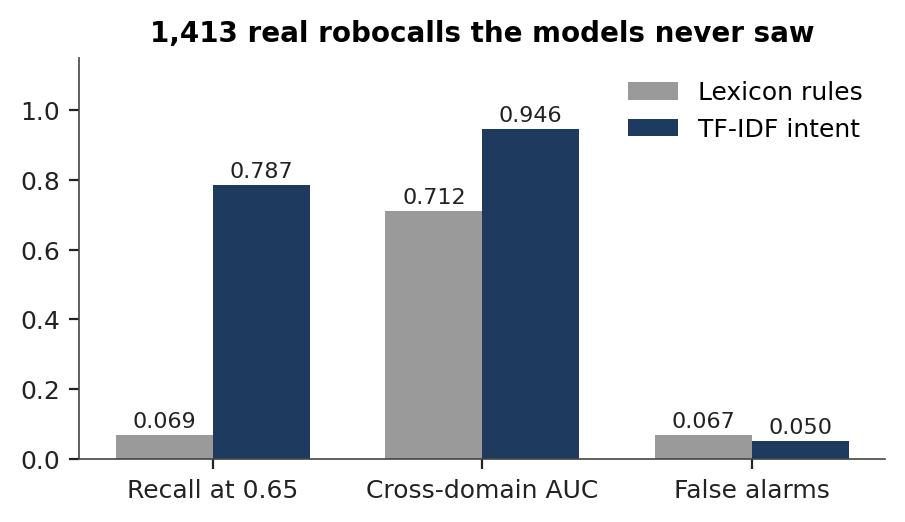 1,413 real robocalls the models never saw
Lexicon rules
TF-IDF intent
1.0
0.8
0.6
0.4
0.2
0.0
0.069
0.787
0.712
0.946
0.067
0.050
Recall at 0.65
Cross-domain AUC
False alarms